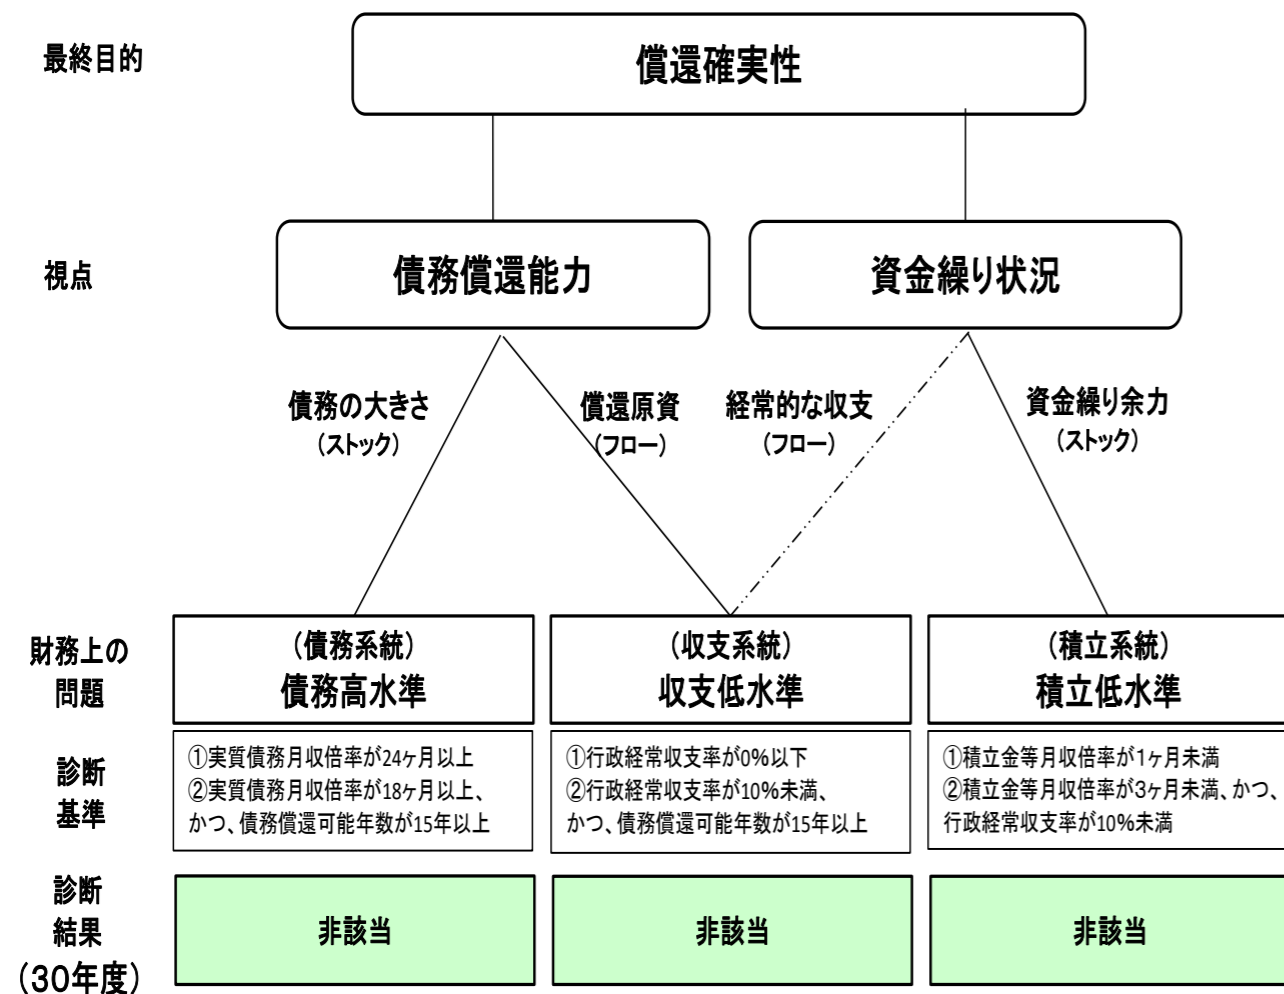 最終目的
償還確実性
視点
債務償還能力
資金繰り状況
債務の大きさ
(ストック)
償還原資
(フロー)
経常的な収支
(フロー)
資金繰り余力
(ストック)
財務上の
問題
(債務系統)
債務高水準
(収支系統)
収支低水準
(積立系統)
積立低水準
診断
基準
①実質債務月収倍率が24ヶ月以上
②実質債務月収倍率が18ヶ月以上、
かつ、債務償還可能年数が15年以上
①行政経常収支率が0%以下
②行政経常収支率が10%未満、
かつ、債務償還可能年数が15年以上
①積立金等月収倍率が1ヶ月未満
②積立金等月収倍率が3ヶ月未満、かつ、
行政経常収支率が10%未満
診断
結果
(30年度)
非該当
非該当
非該当